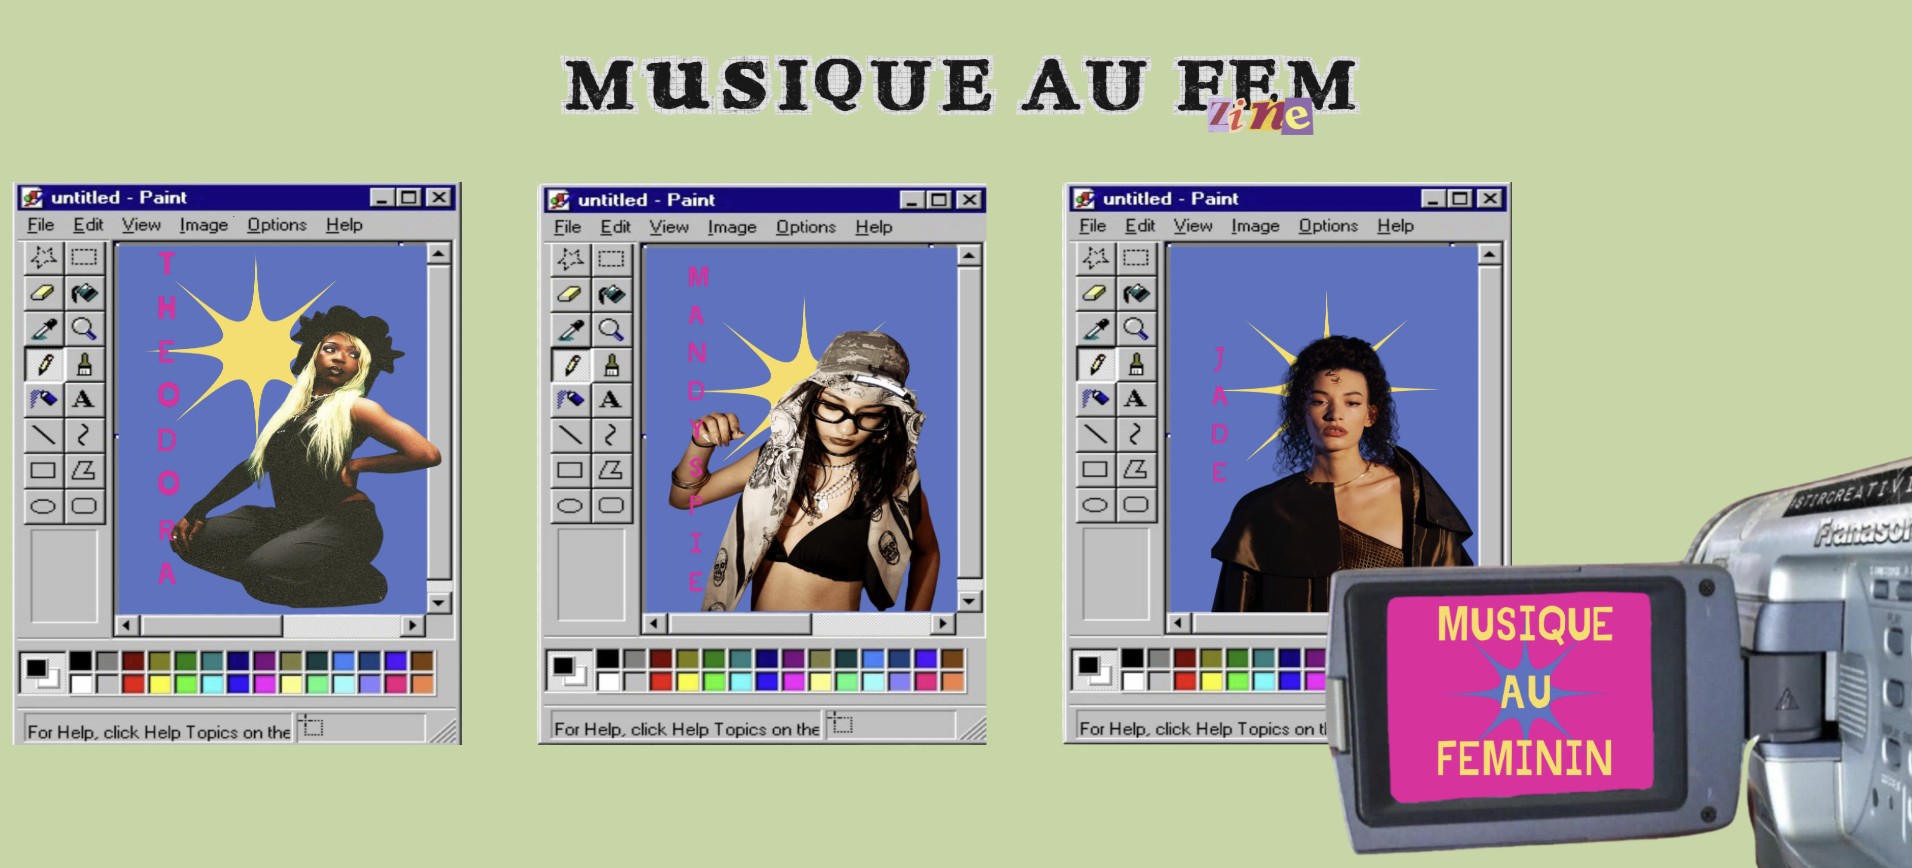 MUSIQUE AU FEM
zine
untitled - Paint
File Edit View Image Options Help
THEODORA
A
For Help, click Help Topics on the
untitled - Paint
File Edit View Image Options Help
MANDYSPIE
A
For Help, click Help Topics on the
untitled - Paint
File Edit View Image Options Help
JADE
A
For Help, click Help Topics on the
MUSIQUE
AU
FEMININ